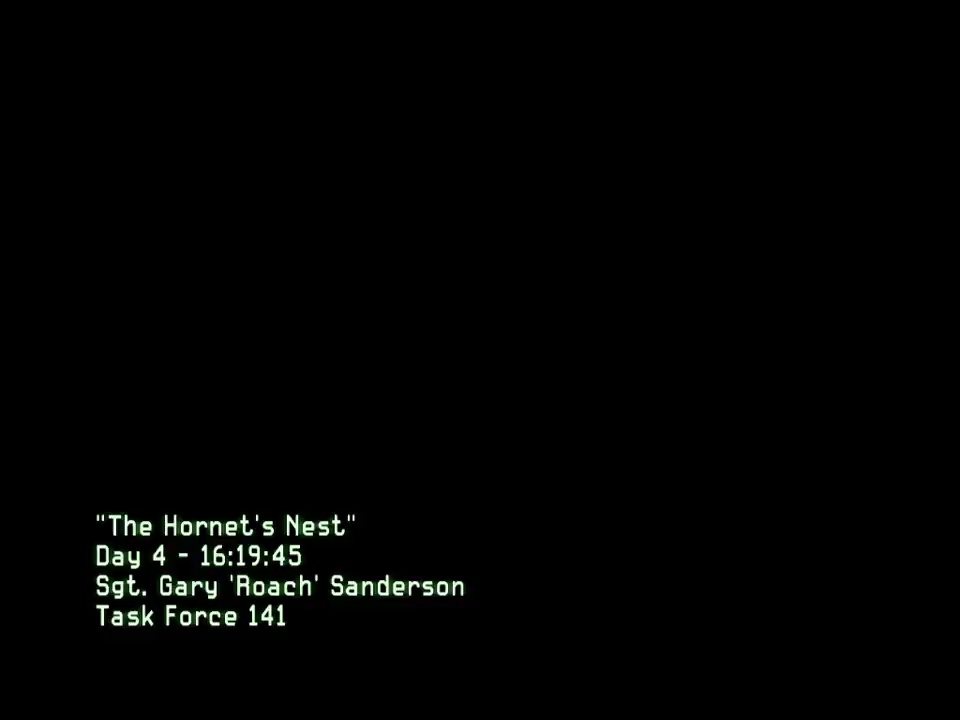 "The Hornet's Nest"
Day 4 - 16:19:45
Sgt. Gary 'Roach' Sanderson
Task Force 141